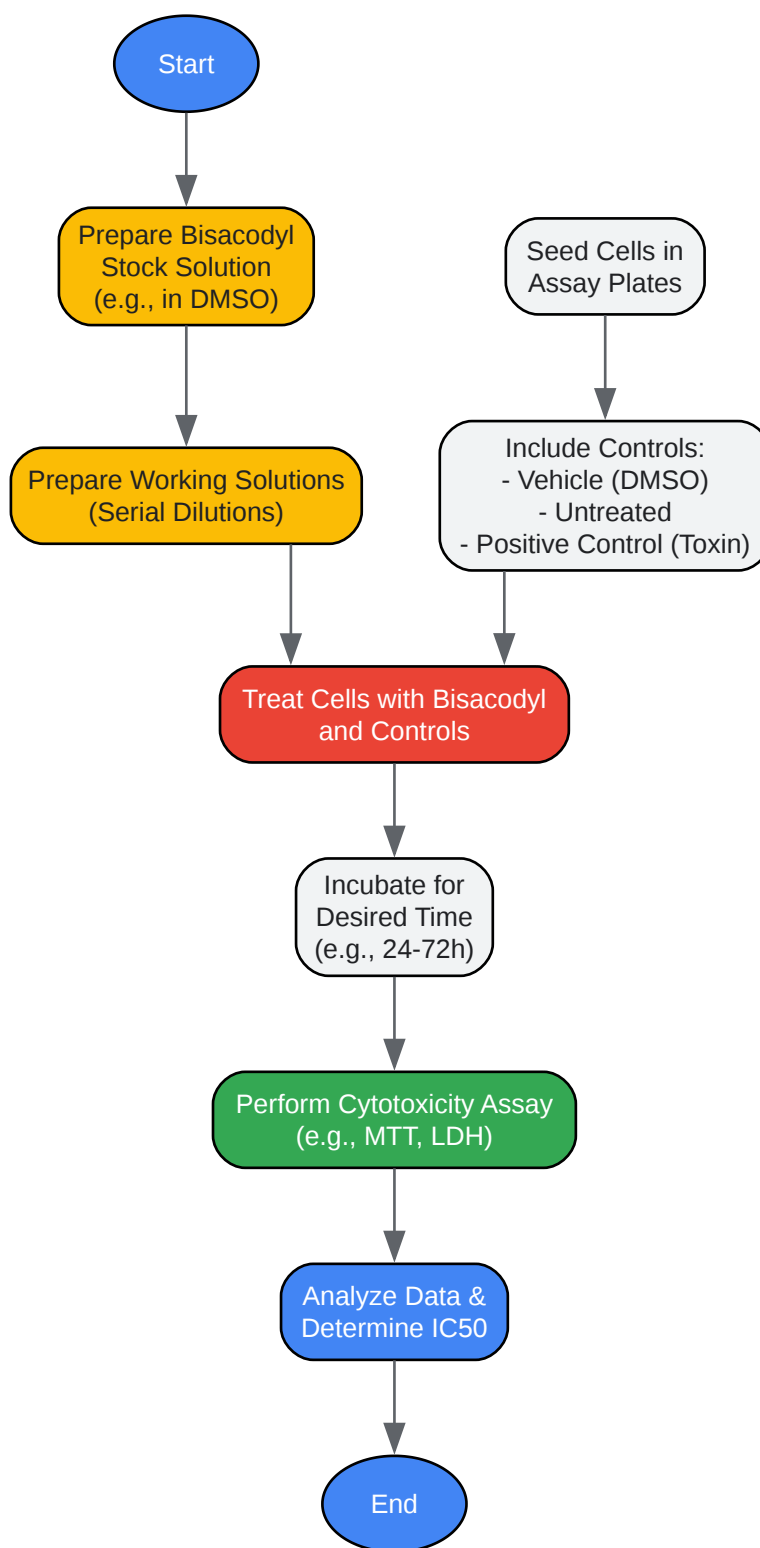 Start
Prepare Bisacodyl
Stock Solution
(e.g., in DMSO)
Seed Cells in
Assay Plates
Prepare Working Solutions
(Serial Dilutions)
Include Controls:
- Vehicle (DMSO)
- Untreated
- Positive Control (Toxin)
Treat Cells with Bisacodyl
and Controls
Incubate for
Desired Time
(e.g., 24-72h)
Perform Cytotoxicity Assay
(e.g., MTT, LDH)
Analyze Data &
Determine IC50
End